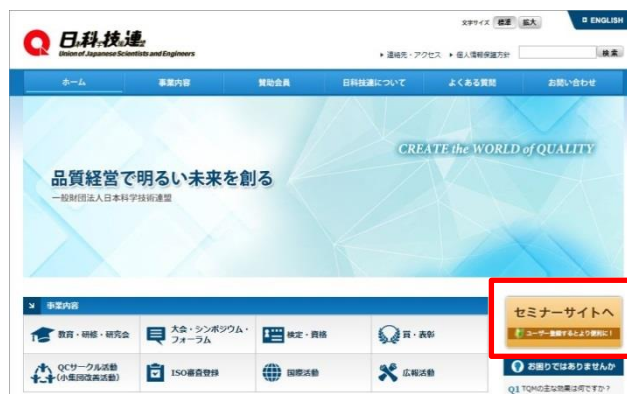 文字サイズ 標準 拡大 ENGLISH
日科技連
Union of Japanese Scientists and Engineers
連絡先・アクセス 個人情報保護方針 検索
ホーム 事業内容 賛助会員 日科技連について よくある質問 お問い合わせ
CREATE the WORLD of QUALITY
品質経営で明るい未来を創る
一般財団法人日本科学技術連盟
事業内容
セミナーサイトへ
ユーザー登録するとより便利に!
教育・研修・研究会
大会・シンポジウム・
フォーラム
検定・資格
賞・表彰
お困りではありませんか
QCサークル活動
(小集団改善活動)
ISO審査登録
国際活動
広報活動
Q1 TQMの主な効果は何ですか?